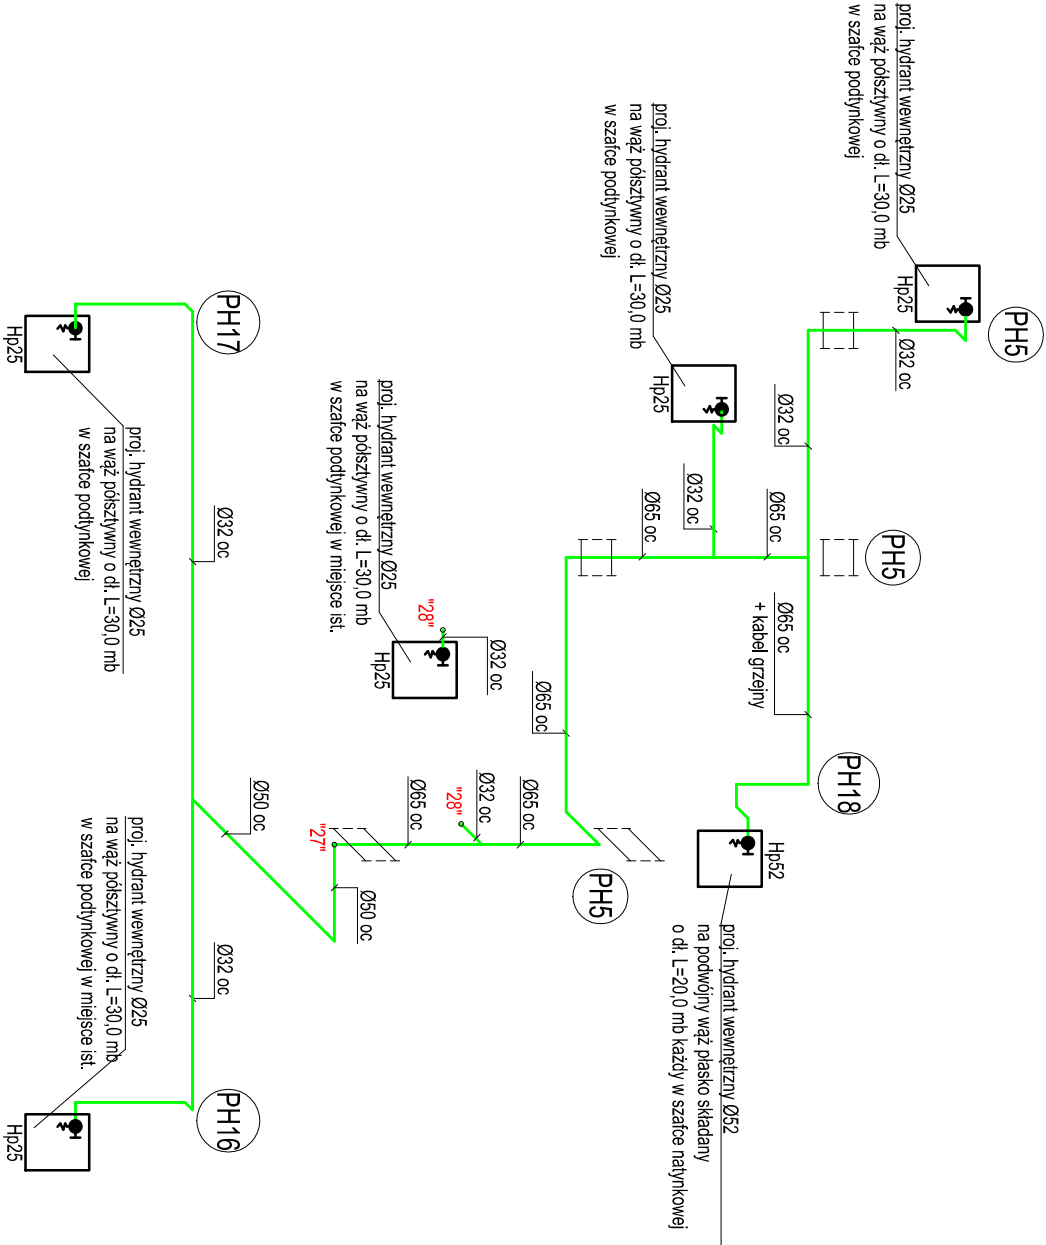 proj. hydrant wewnętrzny Ø25
na wąż półsztywny o dł. L=30,0 mb
w szafce podtynkowej
Hp25
PH5
Ø32 oc
Ø32 oc
proj. hydrant wewnętrzny Ø25
na wąż półsztywny o dł. L=30,0 mb
w szafce podtynkowej
Hp25
Ø32 oc
Ø65 oc
Ø65 oc
PH5
Ø65 oc
+ kabel grzejny
PH18
Hp52
proj. hydrant wewnętrzny Ø52
na podwójny wąż płasko składany
o dł. L=20,0 mb każdy w szafce natynkowej
proj. hydrant wewnętrzny Ø25
na wąż półsztywny o dł. L=30,0 mb
w szafce podtynkowej w miejsce ist.
"28"
Ø32 oc
Hp25
Ø65 oc
PH5
Ø65 oc
Ø32 oc
"28"
Ø65 oc
"27"
Ø50 oc
Ø50 oc
PH17
Hp25
proj. hydrant wewnętrzny Ø25
na wąż półsztywny o dł. L=30,0 mb
w szafce podtynkowej
Ø32 oc
Ø32 oc
proj. hydrant wewnętrzny Ø25
na wąż półsztywny o dł. L=30,0 mb
w szafce podtynkowej w miejsce ist.
PH16
Hp25